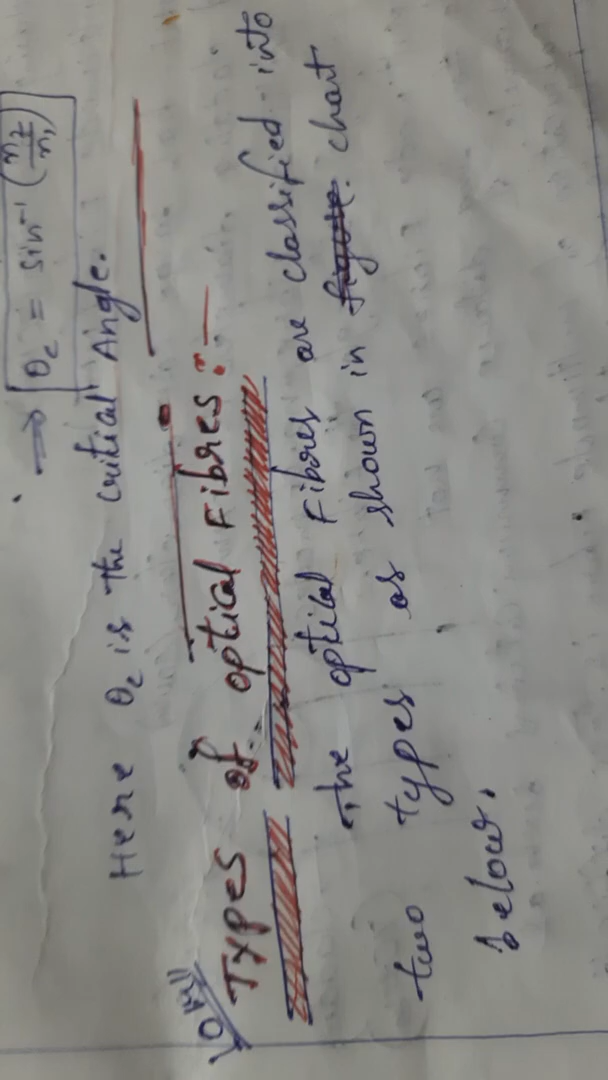 → θc = sin⁻¹ (n2/n1)
Here θc is the critical Angle.
TYPES of optical Fibres:-
The optical Fibres are classified into
two types as shown in figure. chart
below.